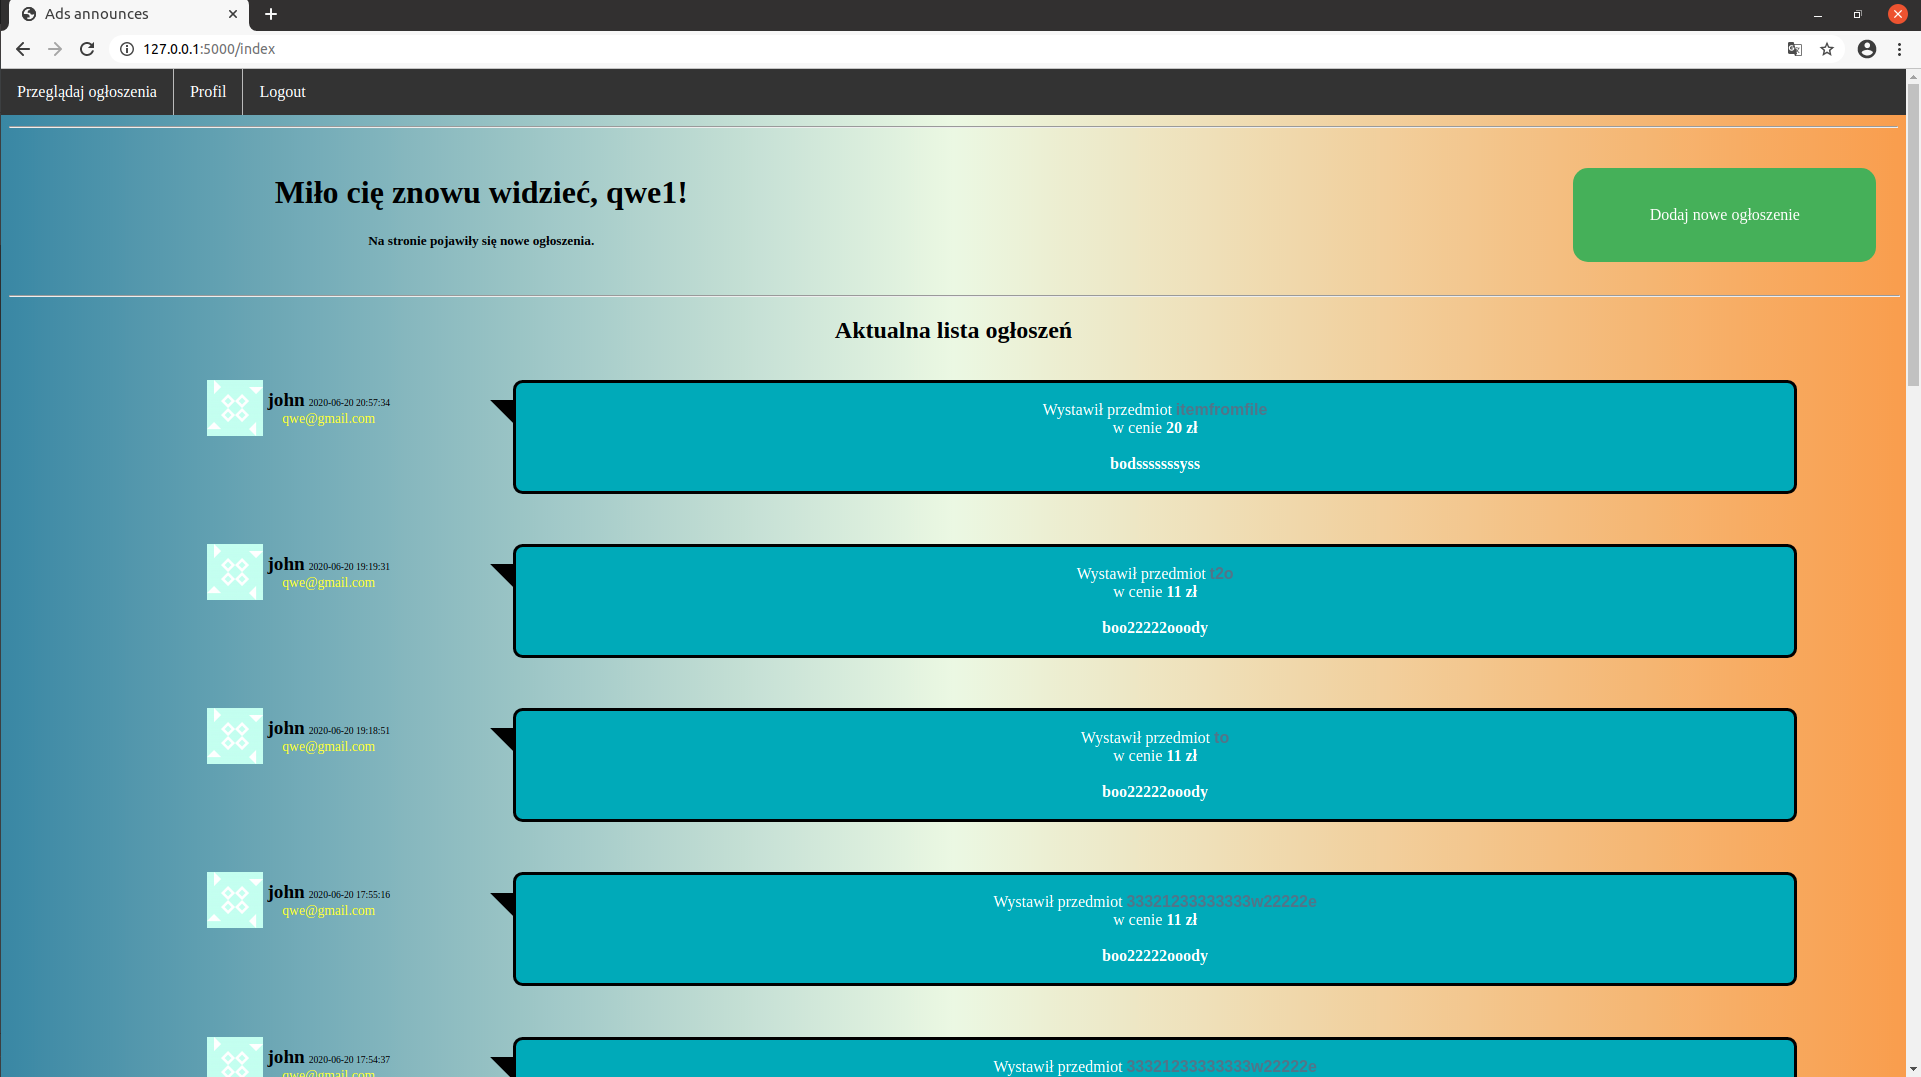 Ads announces
127.0.0.1:5000/index
Przeglądaj ogłoszenia Profil Logout
Miło cię znowu widzieć, qwe1!
Na stronie pojawiły się nowe ogłoszenia.
Dodaj nowe ogłoszenie
Aktualna lista ogłoszeń
john 2020-06-20 20:57:34
qwe@gmail.com
Wystawił przedmiot itemfromfile
w cenie 20 zł
bodsssssssyss
john 2020-06-20 19:19:31
qwe@gmail.com
Wystawił przedmiot t2o
w cenie 11 zł
boo22222ooody
john 2020-06-20 19:18:51
qwe@gmail.com
Wystawił przedmiot to
w cenie 11 zł
boo22222ooody
john 2020-06-20 17:55:16
qwe@gmail.com
Wystawił przedmiot 33321233333333w22222e
w cenie 11 zł
boo22222ooody
john 2020-06-20 17:54:37
qwe@gmail.com
Wystawił przedmiot 33321233333333w22222e